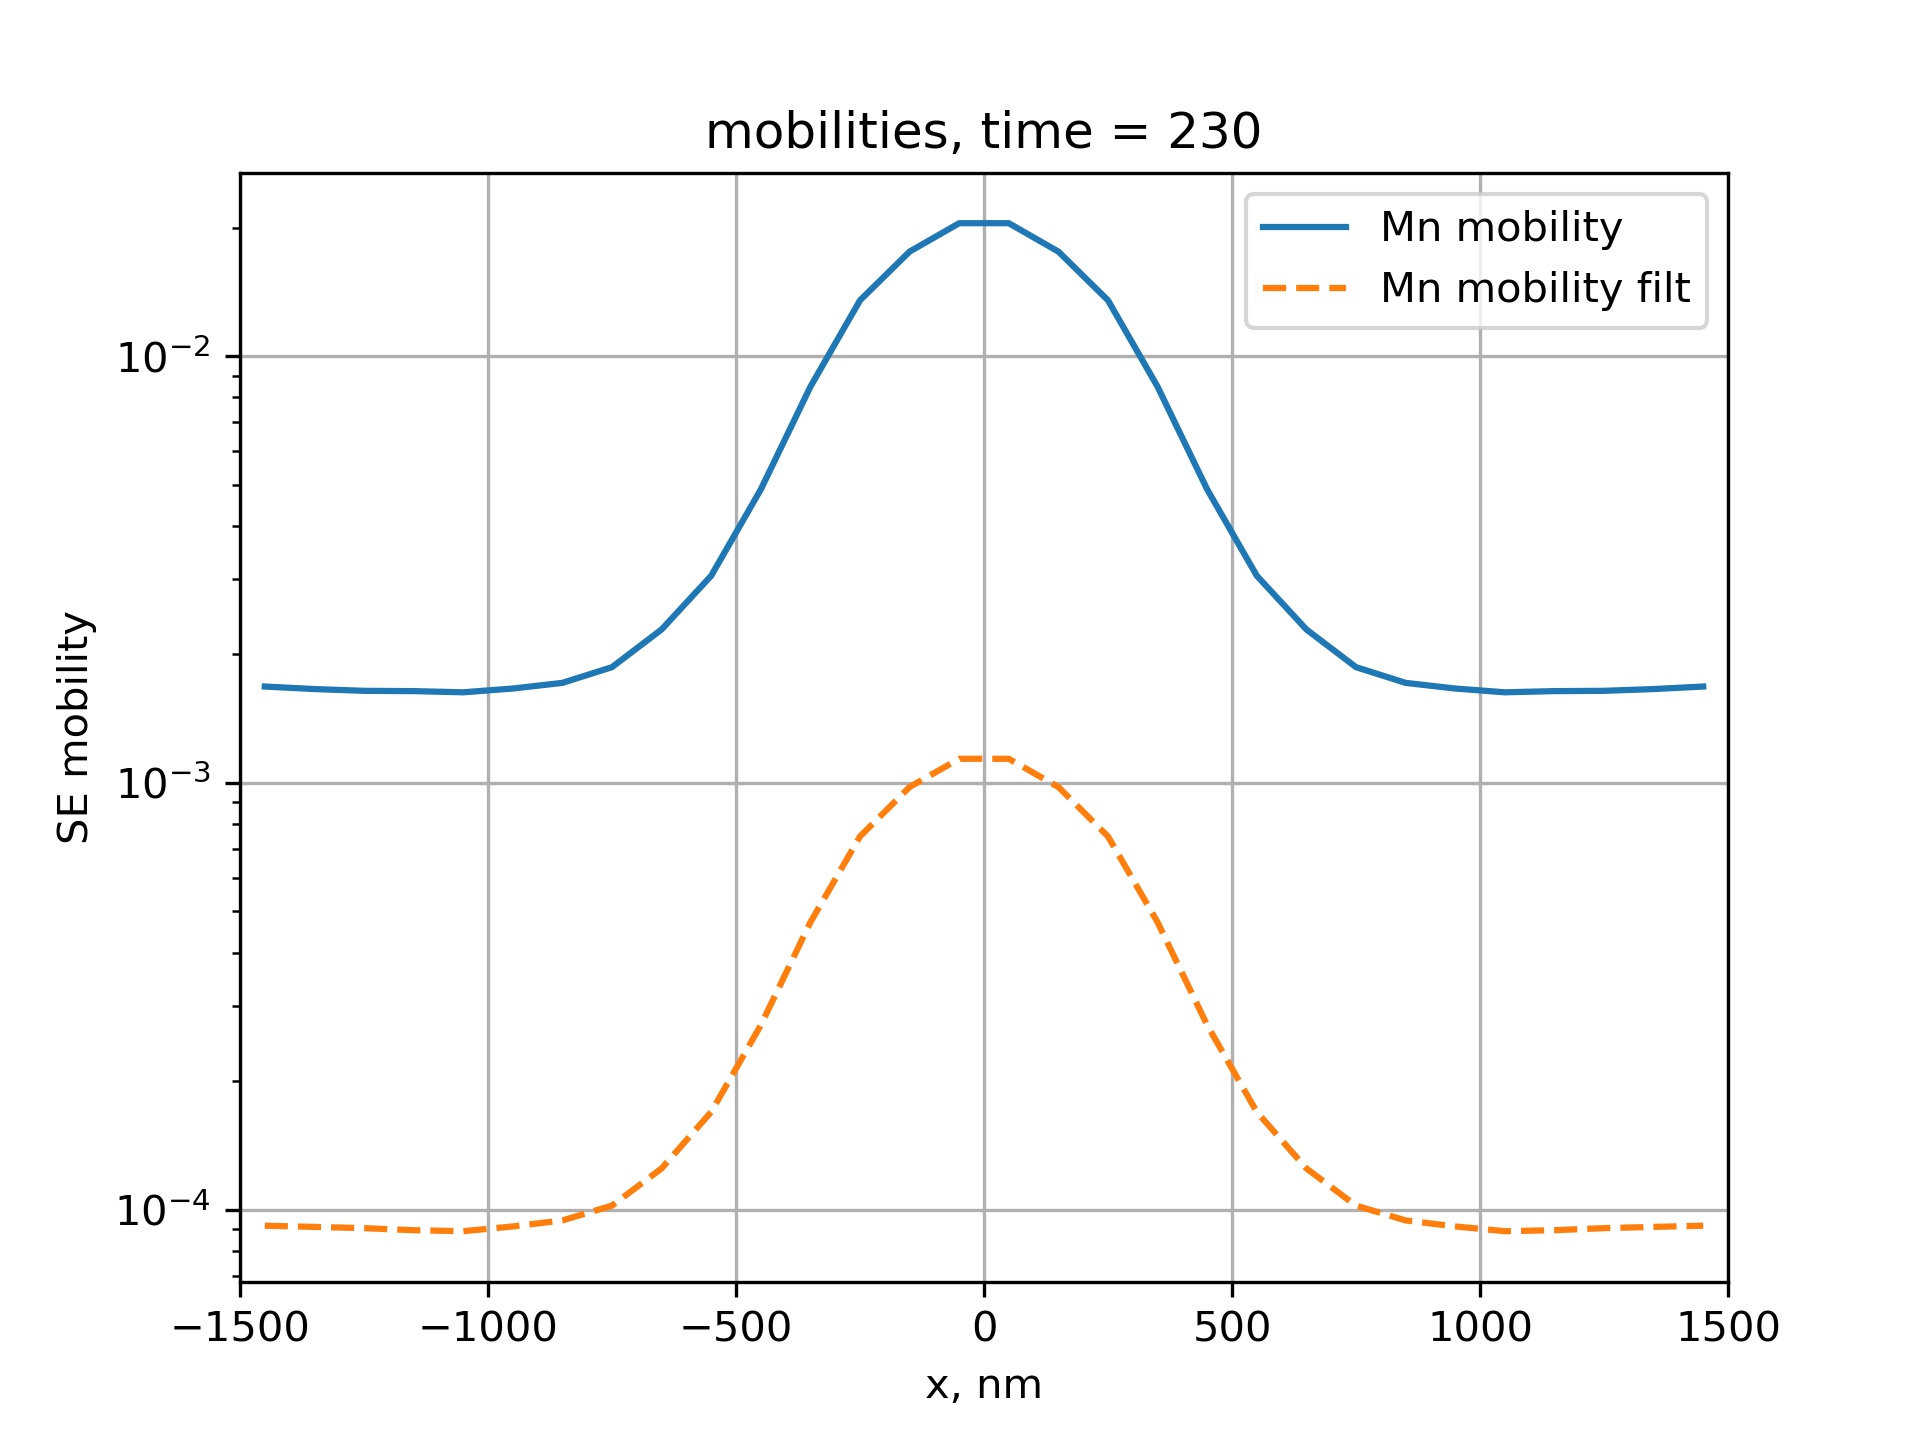 mobilities, time = 230
Mn mobility
Mn mobility filt
SE mobility
10⁻²
10⁻³
10⁻⁴
−1500 −1000 −500 0 500 1000 1500
x, nm